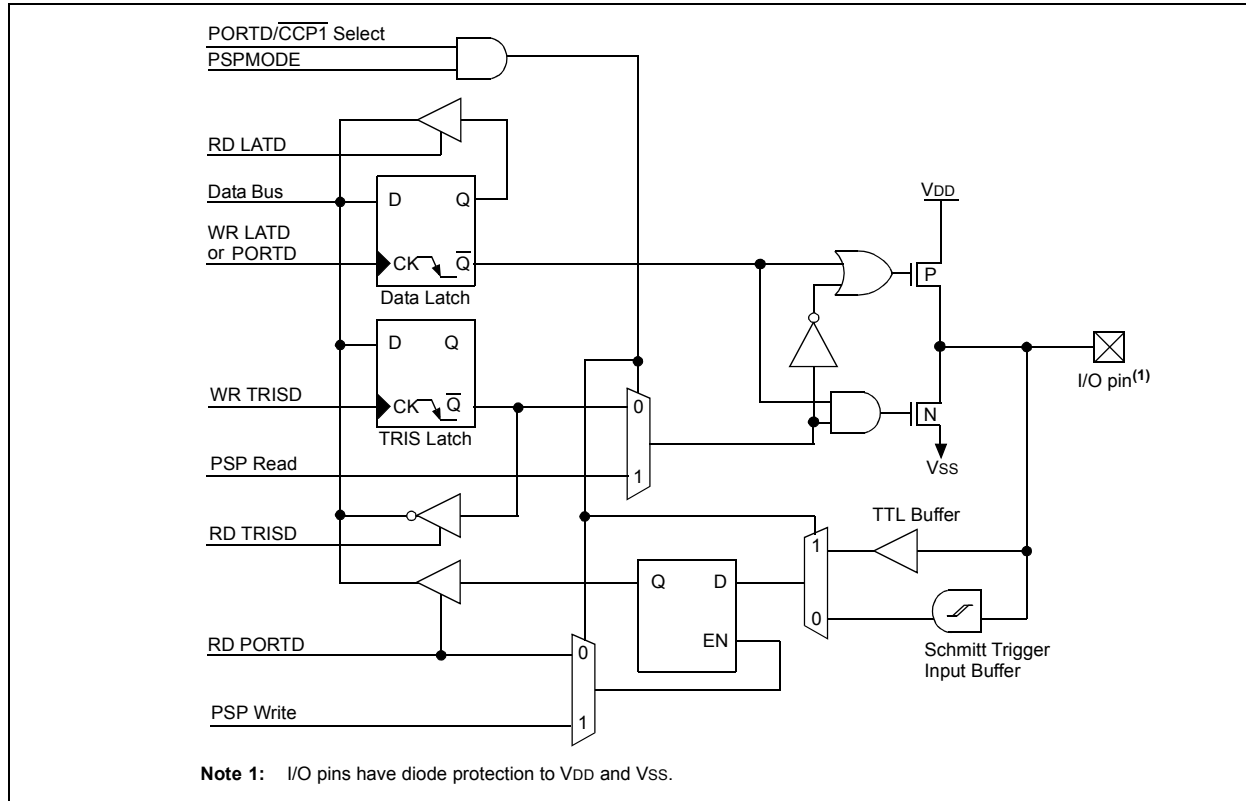 PORTD/CCP1 Select
PSPMODE
RD LATD
Data Bus
D Q
VDD
WR LATD
or PORTD
CK Q
P
Data Latch
D Q
I/O pin(1)
WR TRISD
CK Q
0
N
TRIS Latch
VSS
PSP Read
1
TTL Buffer
RD TRISD
1
Q D
0
RD PORTD
0
EN
Schmitt Trigger
Input Buffer
PSP Write
1
Note 1: I/O pins have diode protection to VDD and VSS.